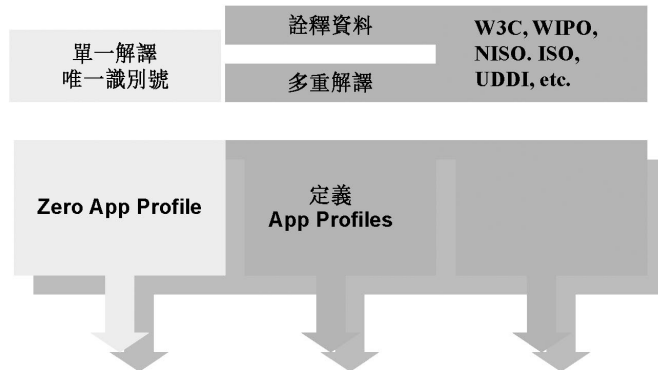 單一解譯
唯一識別號
詮釋資料
多重解譯
W3C, WIPO,
NISO. ISO,
UDDI, etc.
Zero App Profile
定義
App Profiles